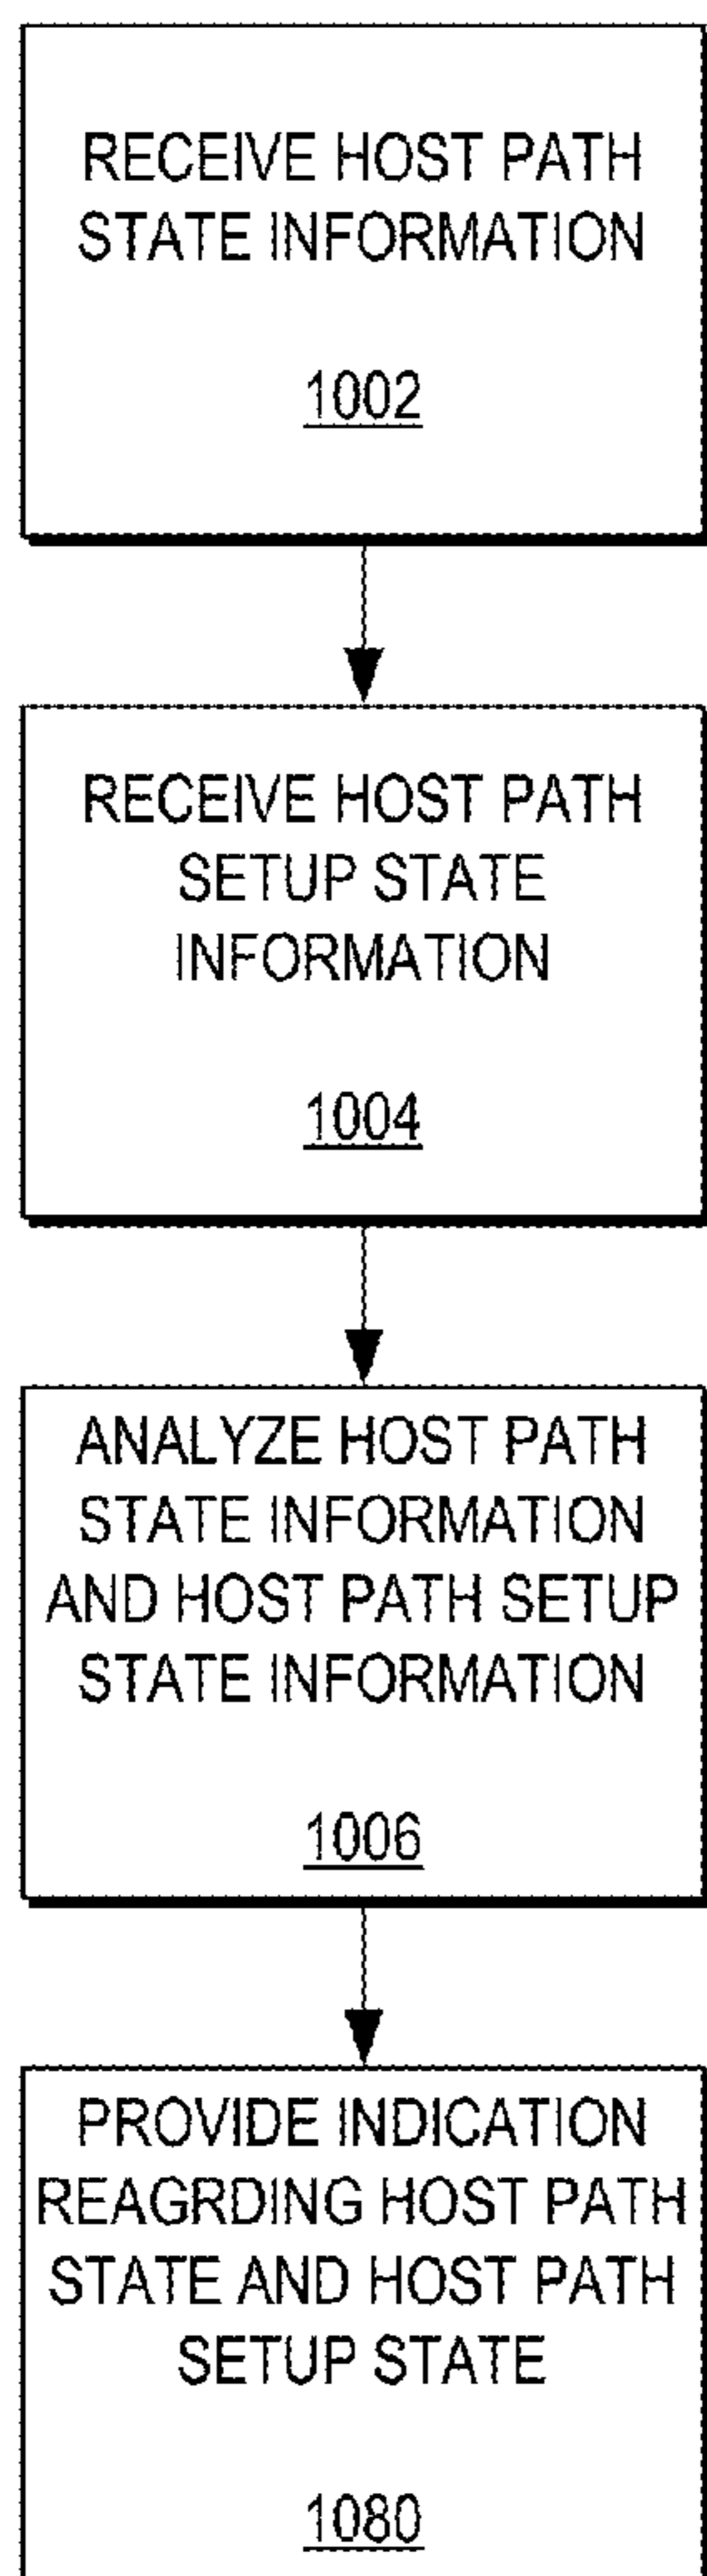 RECEIVE HOST PATH
STATE INFORMATION
1002
RECEIVE HOST PATH
SETUP STATE
INFORMATION
1004
ANALYZE HOST PATH
STATE INFORMATION
AND HOST PATH SETUP
STATE INFORMATION
1006
PROVIDE INDICATION
REAGRDING HOST PATH
STATE AND HOST PATH
SETUP STATE
1080